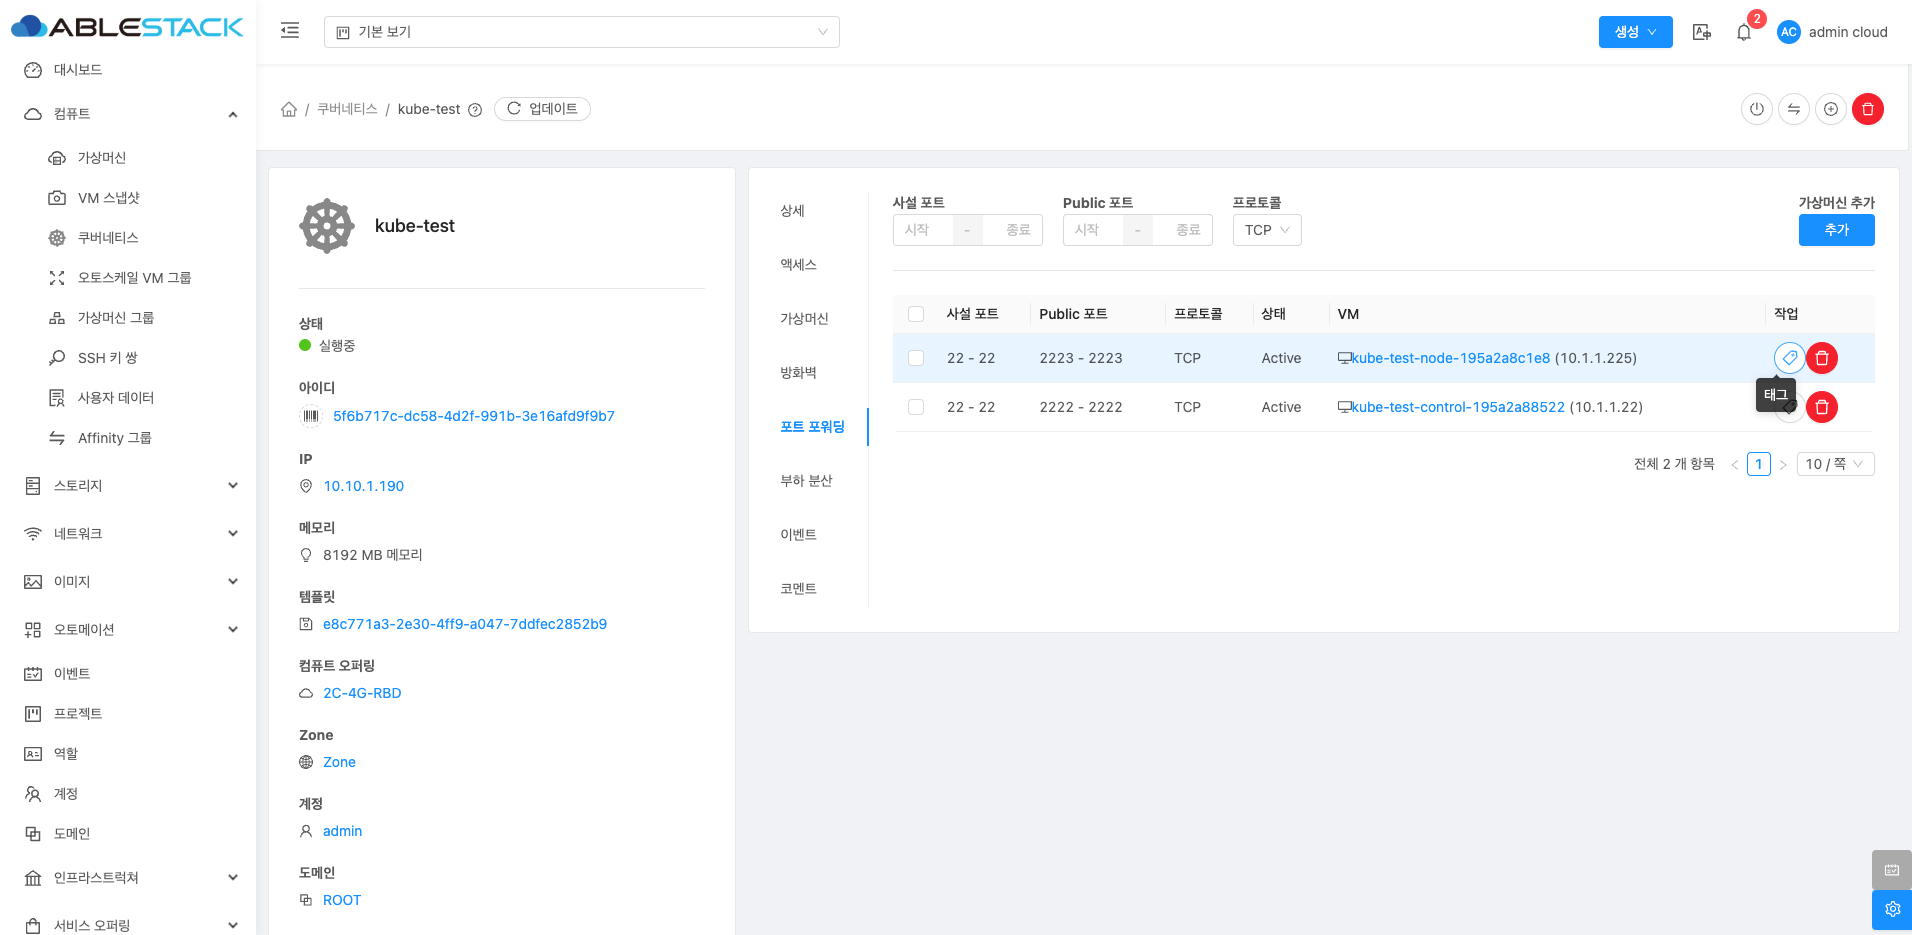 ABLESTACK
대시보드
컴퓨트
가상머신
VM 스냅샷
쿠버네티스
오토스케일 VM 그룹
가상머신 그룹
SSH 키 쌍
사용자 데이터
Affinity 그룹
스토리지
네트워크
이미지
오토메이션
이벤트
프로젝트
역할
계정
도메인
인프라스트럭쳐
서비스 오퍼링
기본 보기
생성
2
AC admin cloud
/ 쿠버네티스 / kube-test 업데이트
kube-test
상태
실행중
아이디
5f6b717c-dc58-4d2f-991b-3e16afd9f9b7
IP
10.10.1.190
메모리
8192 MB 메모리
템플릿
e8c771a3-2e30-4ff9-a047-7ddfec2852b9
컴퓨트 오퍼링
2C-4G-RBD
Zone
Zone
계정
admin
도메인
ROOT
상세
액세스
가상머신
방화벽
포트 포워딩
부하 분산
이벤트
코멘트
사설 포트 Public 포트 프로토콜 가상머신 추가
시작 - 종료 시작 - 종료 TCP 추가
사설 포트 Public 포트 프로토콜 상태 VM 작업
22 - 22 2223 - 2223 TCP Active kube-test-node-195a2a8c1e8 (10.1.1.225)
태그
22 - 22 2222 - 2222 TCP Active kube-test-control-195a2a88522 (10.1.1.22)
전체 2 개 항목 < 1 > 10 / 쪽